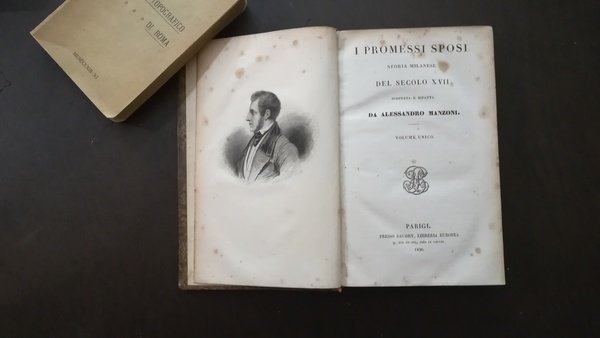 TOPOGRAFICO
DI ROMA
I PROMESSI SPOSI
STORIA MILANESE
DEL SECOLO XVII
SCOPERTA E RIFATTA
DA ALESSANDRO MANZONI.
VOLUME UNICO.
PARIGI,
PRESSO BAUDRY, LIBRERIA EUROPEA